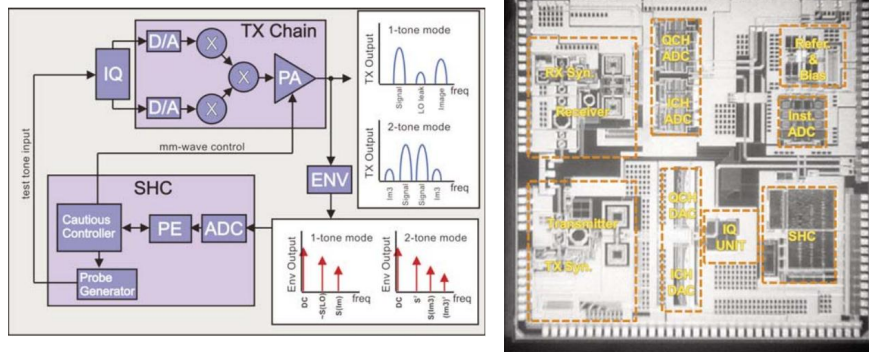 TX Chain
IQ
D/A
D/A
X
X
X
PA
TX Output
1-tone mode
Signal
LO leak
Image
freq
TX Output
2-tone mode
Im3
Signal
Signal
Im3
freq
test tone input
mm-wave control
ENV
SHC
Cautious
Controller
PE
ADC
Probe
Generator
Env Output
1-tone mode
DC
~S(LO)
S(Im)
freq
Env Output
2-tone mode
DC
S'
S(Im3)
(Im3)'
freq
RX Syn.
Receiver
QCH
ADC
ICH
ADC
Refer.
&
Bias
Inst.
ADC
Transmitter
TX Syn.
QCH
DAC
ICH
DAC
IQ
UNIT
SHC